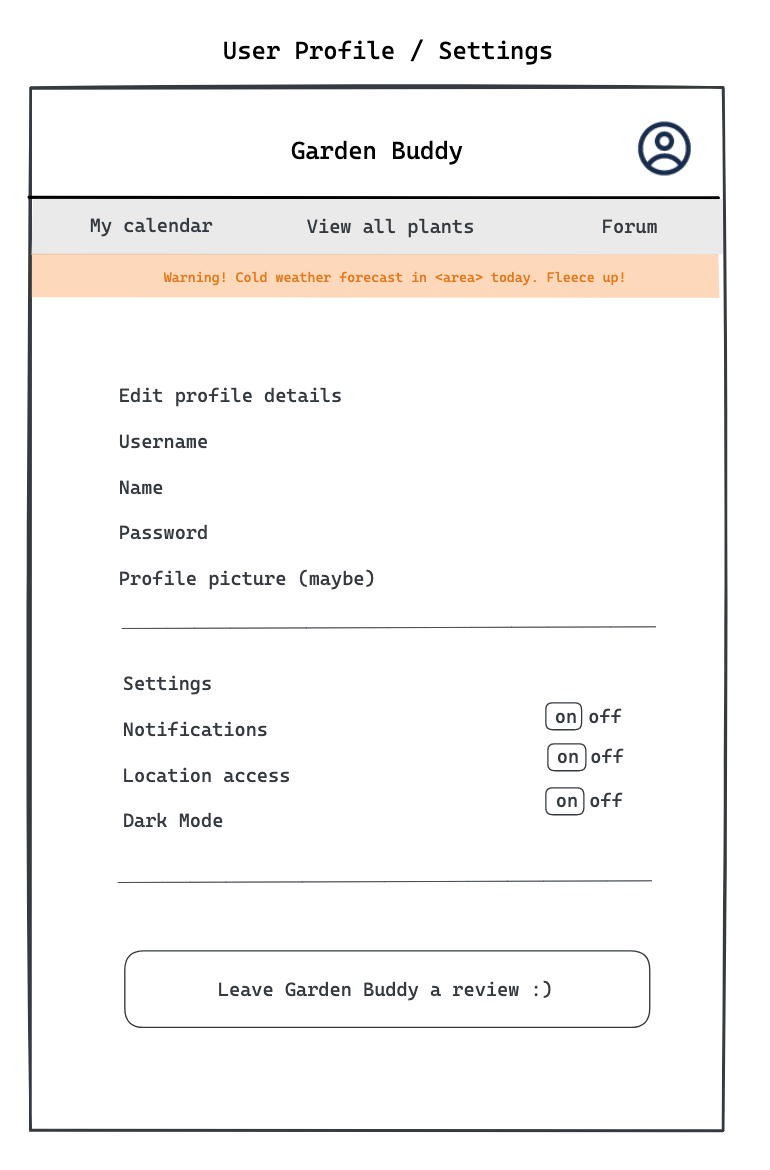 User Profile / Settings
Garden Buddy
My calendar View all plants Forum
Warning! Cold weather forecast in <area> today. Fleece up!
Edit profile details
Username
Name
Password
Profile picture (maybe)
Settings
Notifications on off
Location access on off
Dark Mode on off
Leave Garden Buddy a review :)